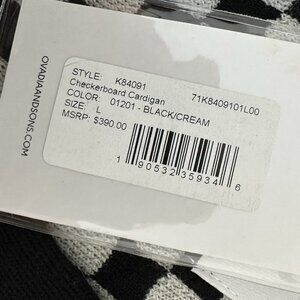 OVADIAANDSONS.COM
STYLE: K84091 71K8409101L00
Checkerboard Cardigan
COLOR: 01201 - BLACK/CREAM
SIZE: L
MSRP: $390.00
1 90532 35934 6